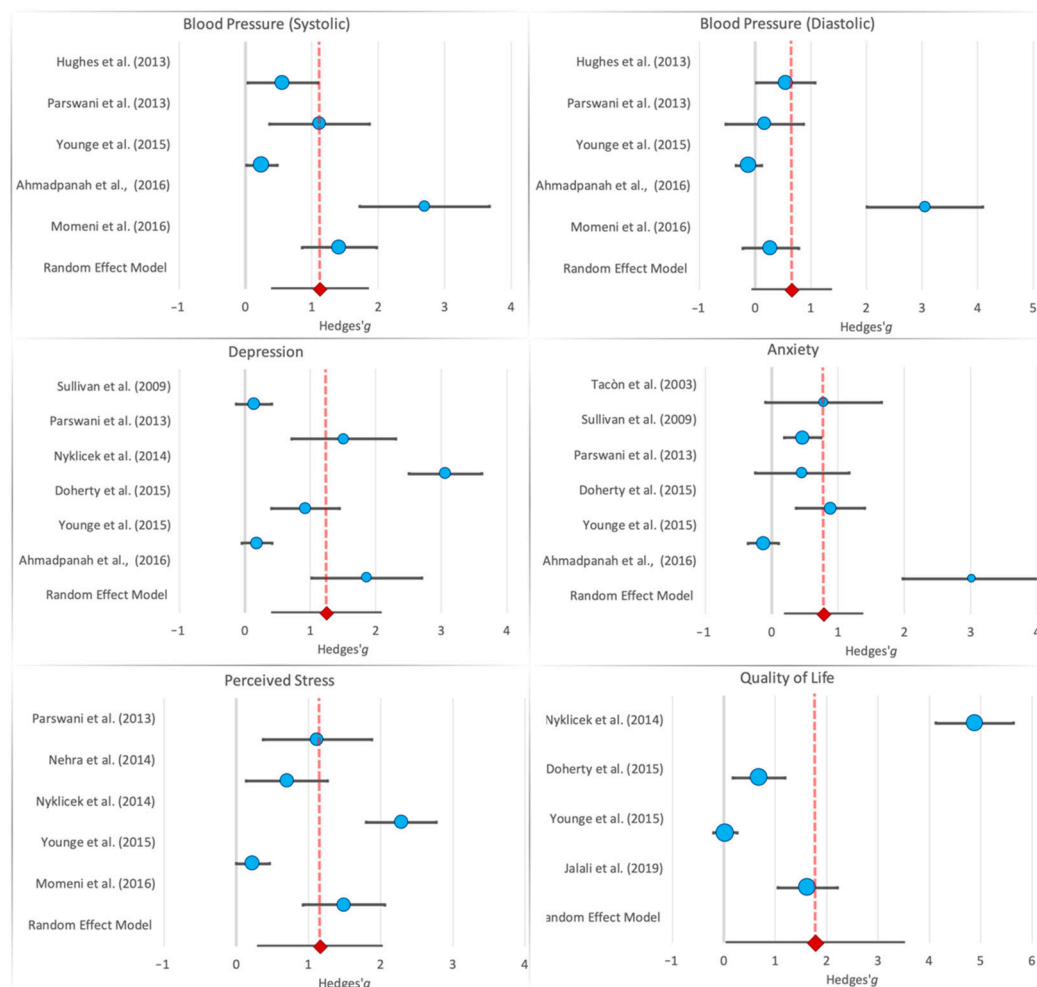 Blood Pressure (Systolic)
Hughes et al. (2013)
Parswani et al. (2013)
Younge et al. (2015)
Ahmadpanah et al., (2016)
Momeni et al. (2016)
Random Effect Model
−1 0 1 2 3 4
Hedges'g
Blood Pressure (Diastolic)
Hughes et al. (2013)
Parswani et al. (2013)
Younge et al. (2015)
Ahmadpanah et al., (2016)
Momeni et al. (2016)
Random Effect Model
−1 0 1 2 3 4 5
Hedges'g
Depression
Sullivan et al. (2009)
Parswani et al. (2013)
Nyklicek et al. (2014)
Doherty et al. (2015)
Younge et al. (2015)
Ahmadpanah et al., (2016)
Random Effect Model
−1 0 1 2 3 4
Hedges'g
Anxiety
Tacòn et al. (2003)
Sullivan et al. (2009)
Parswani et al. (2013)
Doherty et al. (2015)
Younge et al. (2015)
Ahmadpanah et al., (2016)
Random Effect Model
−1 0 1 2 3 4
Hedges'g
Perceived Stress
Parswani et al. (2013)
Nehra et al. (2014)
Nyklicek et al. (2014)
Younge et al. (2015)
Momeni et al. (2016)
Random Effect Model
−1 0 1 2 3 4
Hedges'g
Quality of Life
Nyklicek et al. (2014)
Doherty et al. (2015)
Younge et al. (2015)
Jalali et al. (2019)
andom Effect Model
−1 0 1 2 3 4 5 6
Hedges'g